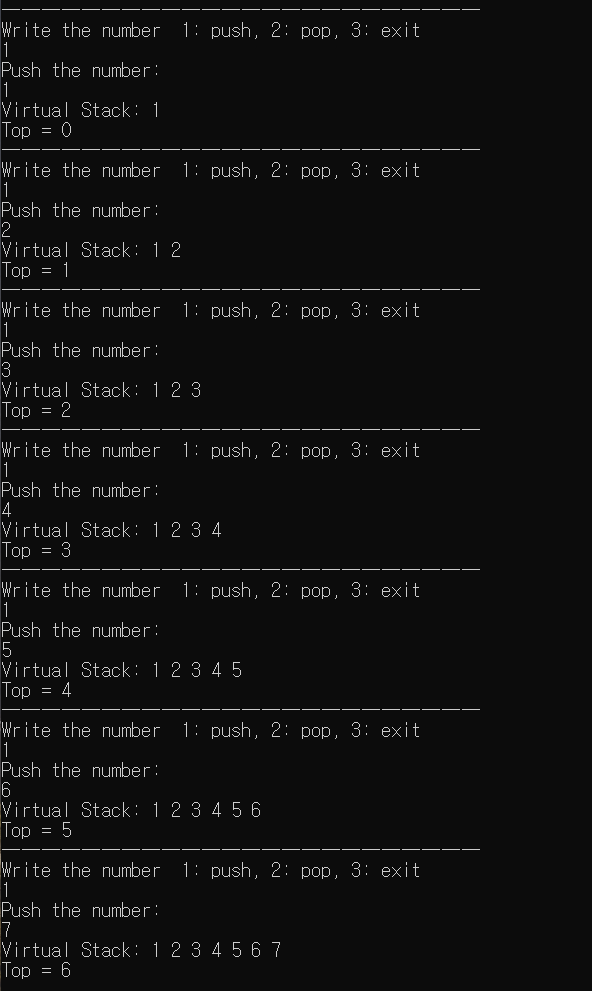 ------------------------------------------------
Write the number  1: push, 2: pop, 3: exit
1
Push the number:
1
Virtual Stack: 1
Top = 0
------------------------------------------------
Write the number  1: push, 2: pop, 3: exit
1
Push the number:
2
Virtual Stack: 1 2
Top = 1
------------------------------------------------
Write the number  1: push, 2: pop, 3: exit
1
Push the number:
3
Virtual Stack: 1 2 3
Top = 2
------------------------------------------------
Write the number  1: push, 2: pop, 3: exit
1
Push the number:
4
Virtual Stack: 1 2 3 4
Top = 3
------------------------------------------------
Write the number  1: push, 2: pop, 3: exit
1
Push the number:
5
Virtual Stack: 1 2 3 4 5
Top = 4
------------------------------------------------
Write the number  1: push, 2: pop, 3: exit
1
Push the number:
6
Virtual Stack: 1 2 3 4 5 6
Top = 5
------------------------------------------------
Write the number  1: push, 2: pop, 3: exit
1
Push the number:
7
Virtual Stack: 1 2 3 4 5 6 7
Top = 6